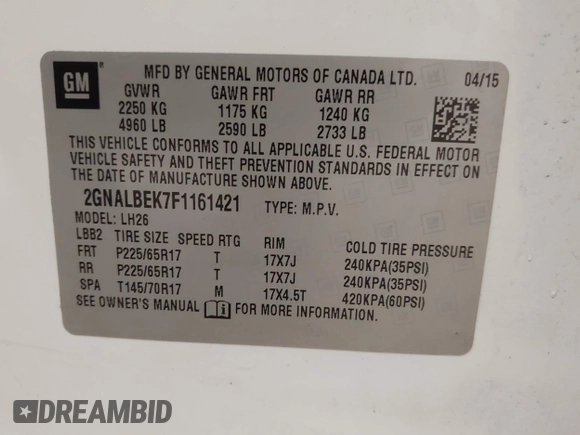 GM
MFD BY GENERAL MOTORS OF CANADA LTD. 04/15
GVWR GAWR FRT GAWR RR
2250 KG 1175 KG 1240 KG
4960 LB 2590 LB 2733 LB
THIS VEHICLE CONFORMS TO ALL APPLICABLE U.S. FEDERAL MOTOR
VEHICLE SAFETY AND THEFT PREVENTION STANDARDS IN EFFECT ON
THE DATE OF MANUFACTURE SHOWN ABOVE.
2GNALBEK7F1161421 TYPE: M.P.V.
MODEL: LH26
LBB2 TIRE SIZE SPEED RTG RIM COLD TIRE PRESSURE
FRT P225/65R17 T 17X7J 240KPA(35PSI)
RR P225/65R17 T 17X7J 240KPA(35PSI)
SPA T145/70R17 M 17X4.5T 420KPA(60PSI)
SEE OWNER'S MANUAL i FOR MORE INFORMATION.
DREAMBID